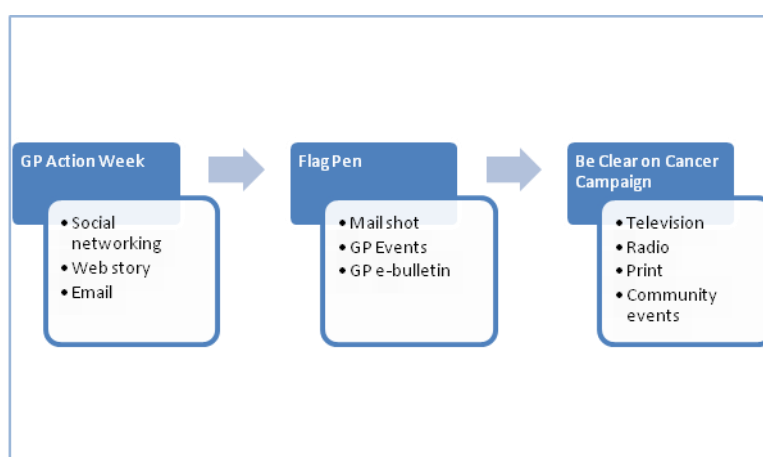 GP Action Week
• Social
networking
• Web story
• Email
Flag Pen
• Mail shot
• GP Events
• GP e-bulletin
Be Clear on Cancer
Campaign
• Television
• Radio
• Print
• Community
events